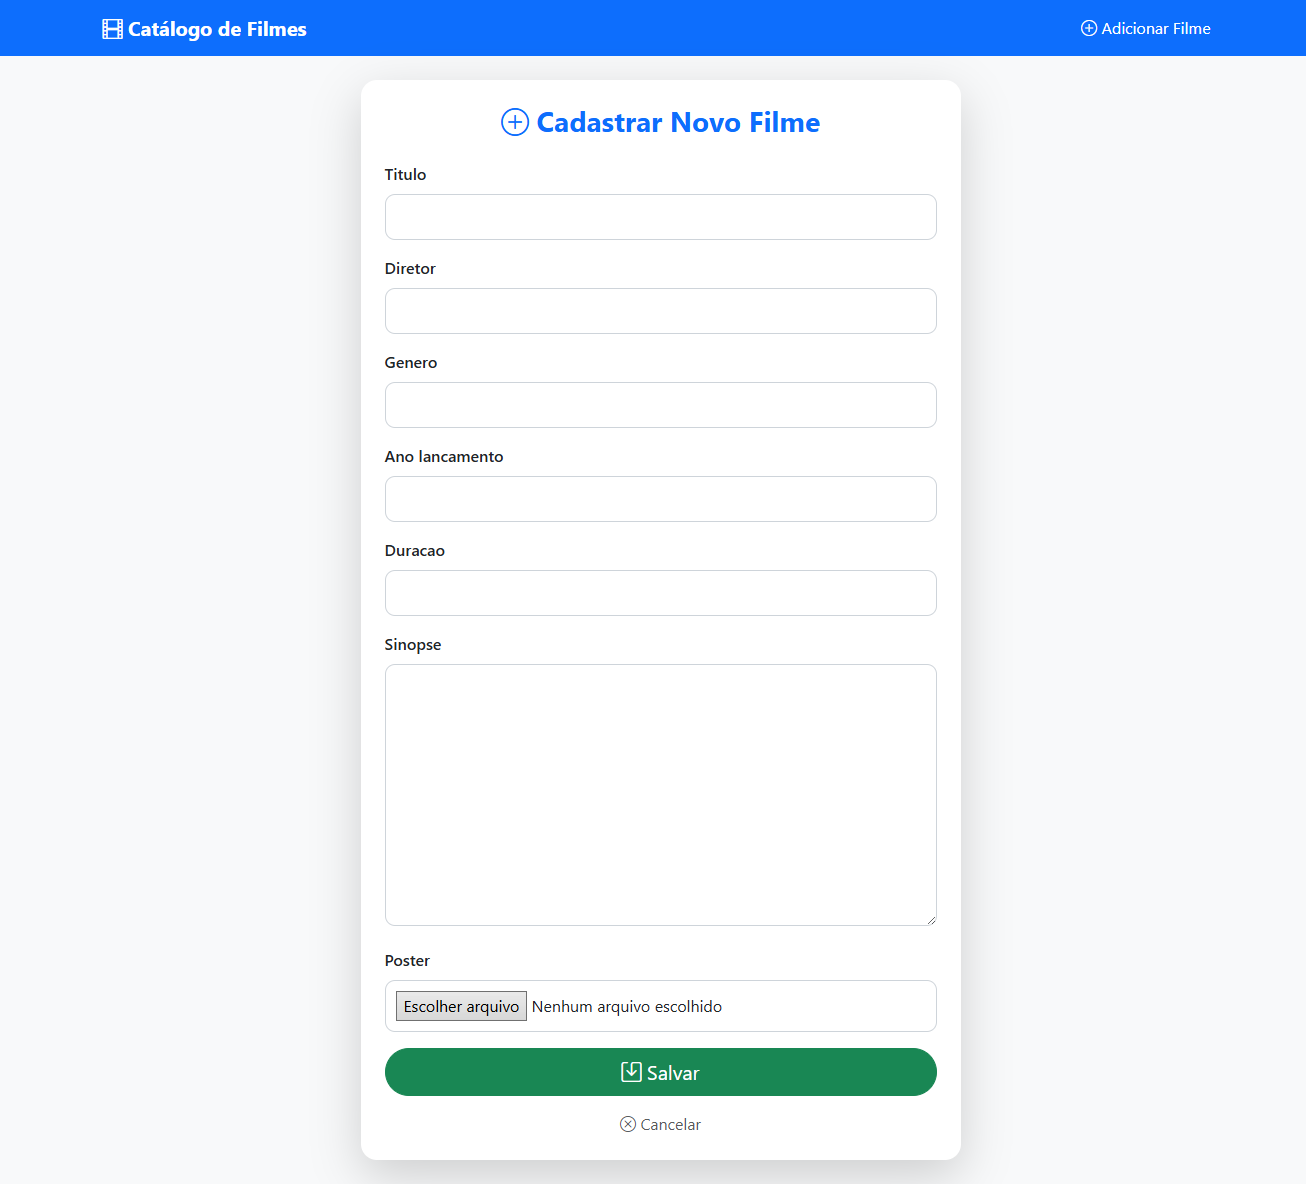 Catálogo de Filmes
Adicionar Filme
Cadastrar Novo Filme
Titulo
Diretor
Genero
Ano lancamento
Duracao
Sinopse
Poster
Escolher arquivo Nenhum arquivo escolhido
Salvar
Cancelar